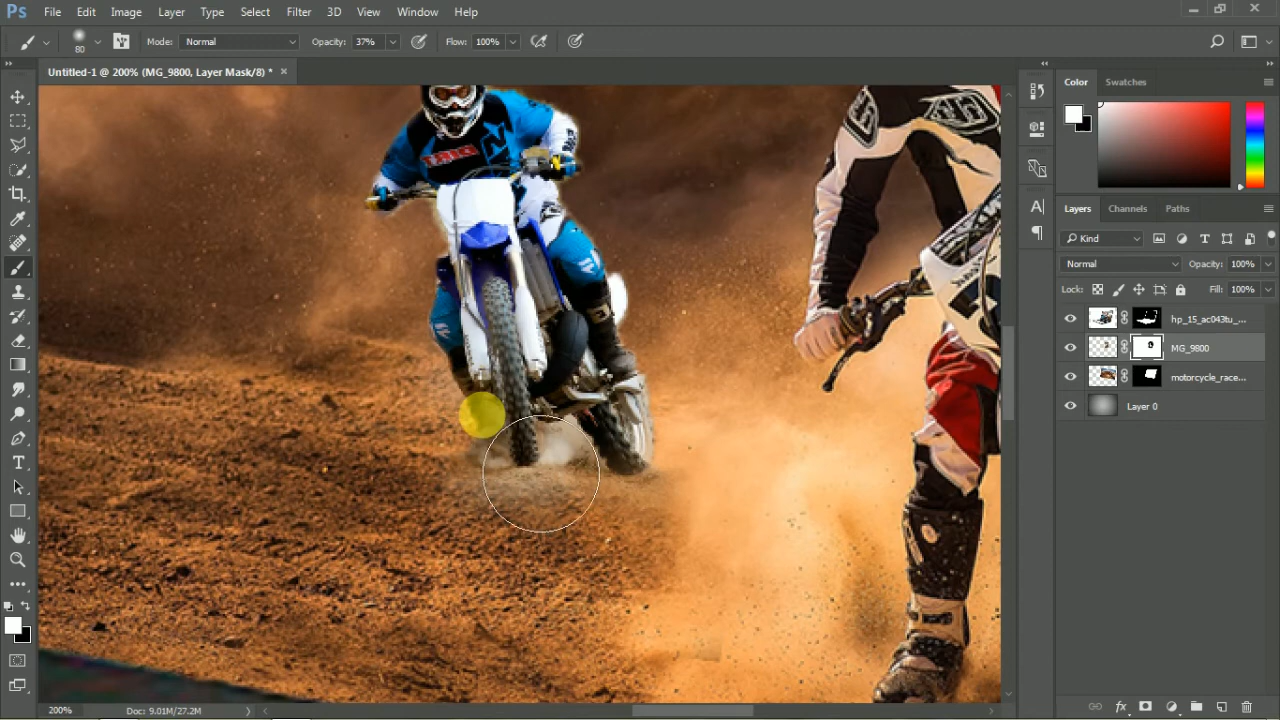 Ps File Edit Image Layer Type Select Filter 3D View Window Help
80 Mode: Normal Opacity: 37% Flow: 100%
Untitled-1 @ 200% (MG_9800, Layer Mask/8) * ×
Color Swatches
Layers Channels Paths
Kind
Normal Opacity: 100%
Lock: Fill: 100%
hp_15_ac043tu_...
MG_9800
motorcycle_race...
Layer 0
200% Doc: 9.01M/27.2M